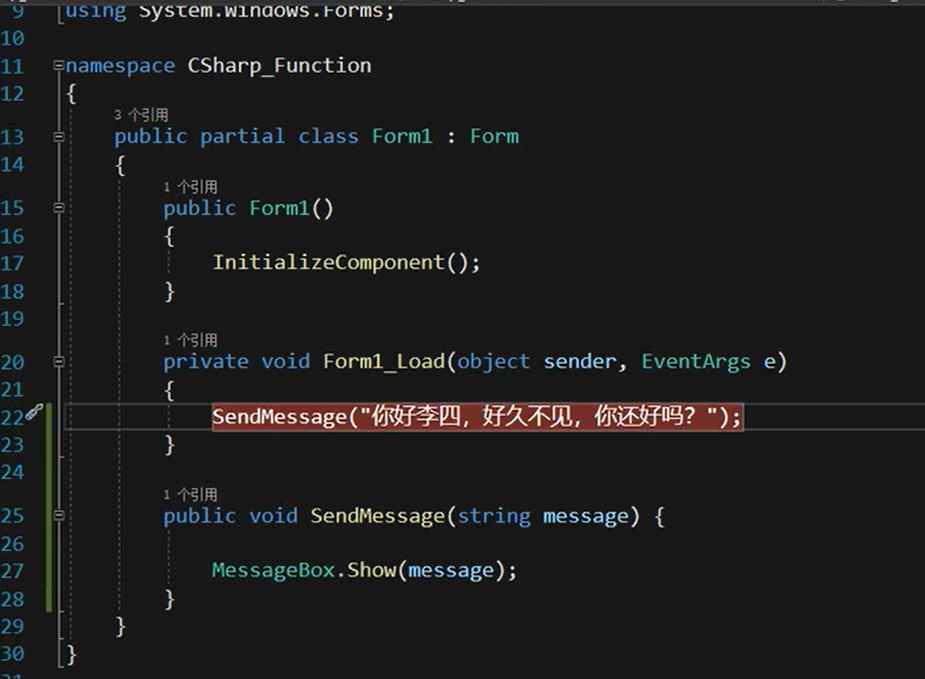 9 using System.Windows.Forms;
10
11 namespace CSharp_Function
12 {
3 个引用
13 public partial class Form1 : Form
14 {
1 个引用
15 public Form1()
16 {
17 InitializeComponent();
18 }
19
1 个引用
20 private void Form1_Load(object sender, EventArgs e)
21 {
22 SendMessage("你好李四，好久不见，你还好吗？");
23 }
24
1 个引用
25 public void SendMessage(string message) {
26
27 MessageBox.Show(message);
28 }
29 }
30 }